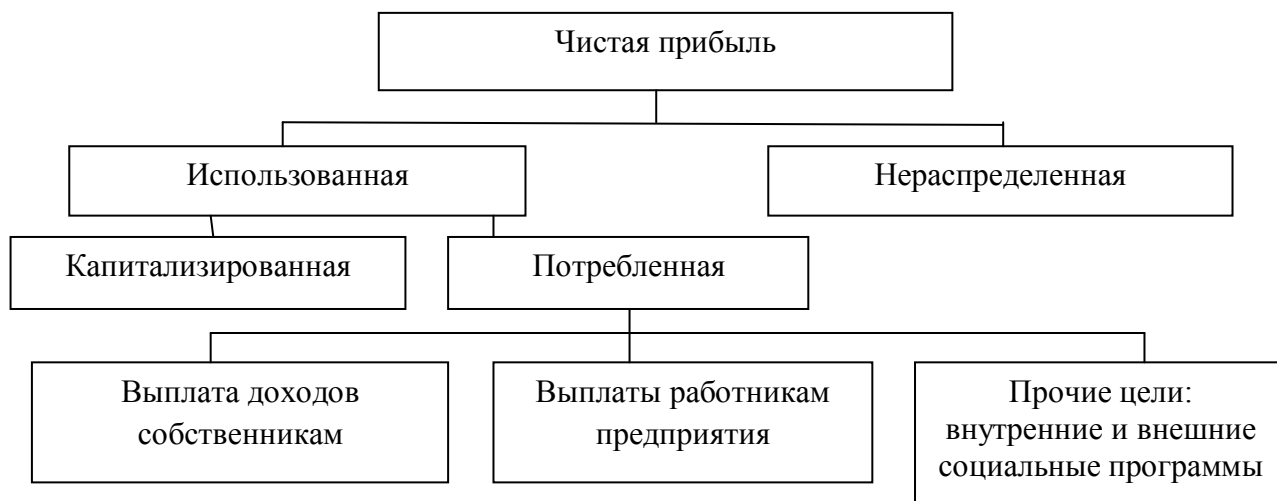 Чистая прибыль
Использованная
Нераспределенная
Капитализированная
Потребленная
Выплата доходов
собственникам
Выплаты работникам
предприятия
Прочие цели:
внутренние и внешние
социальные программы